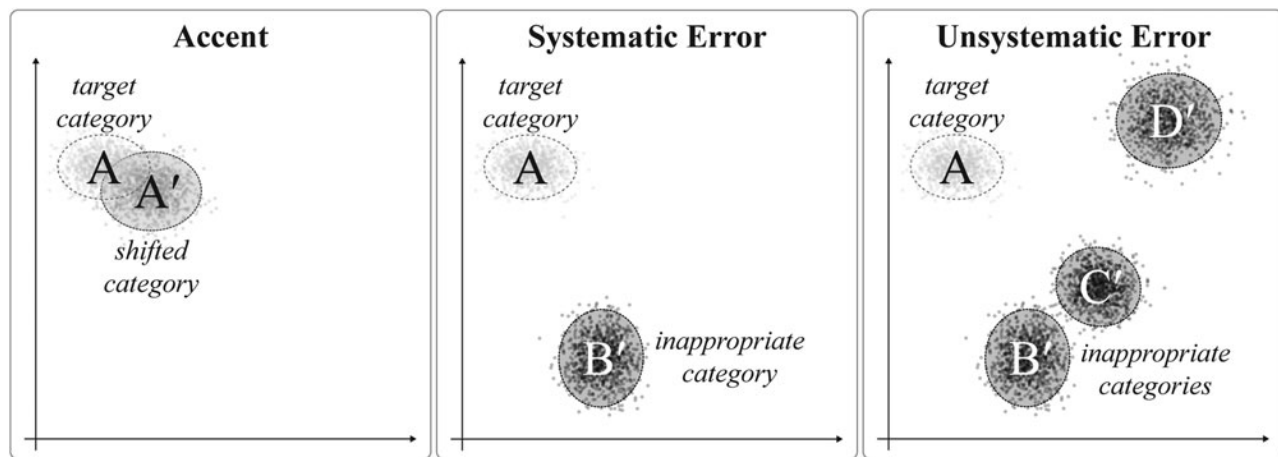 Accent
target
category
A
A′
shifted
category
Systematic Error
target
category
A
B′
inappropriate
category
Unsystematic Error
target
category
A
D′
C′
B′
inappropriate
categories